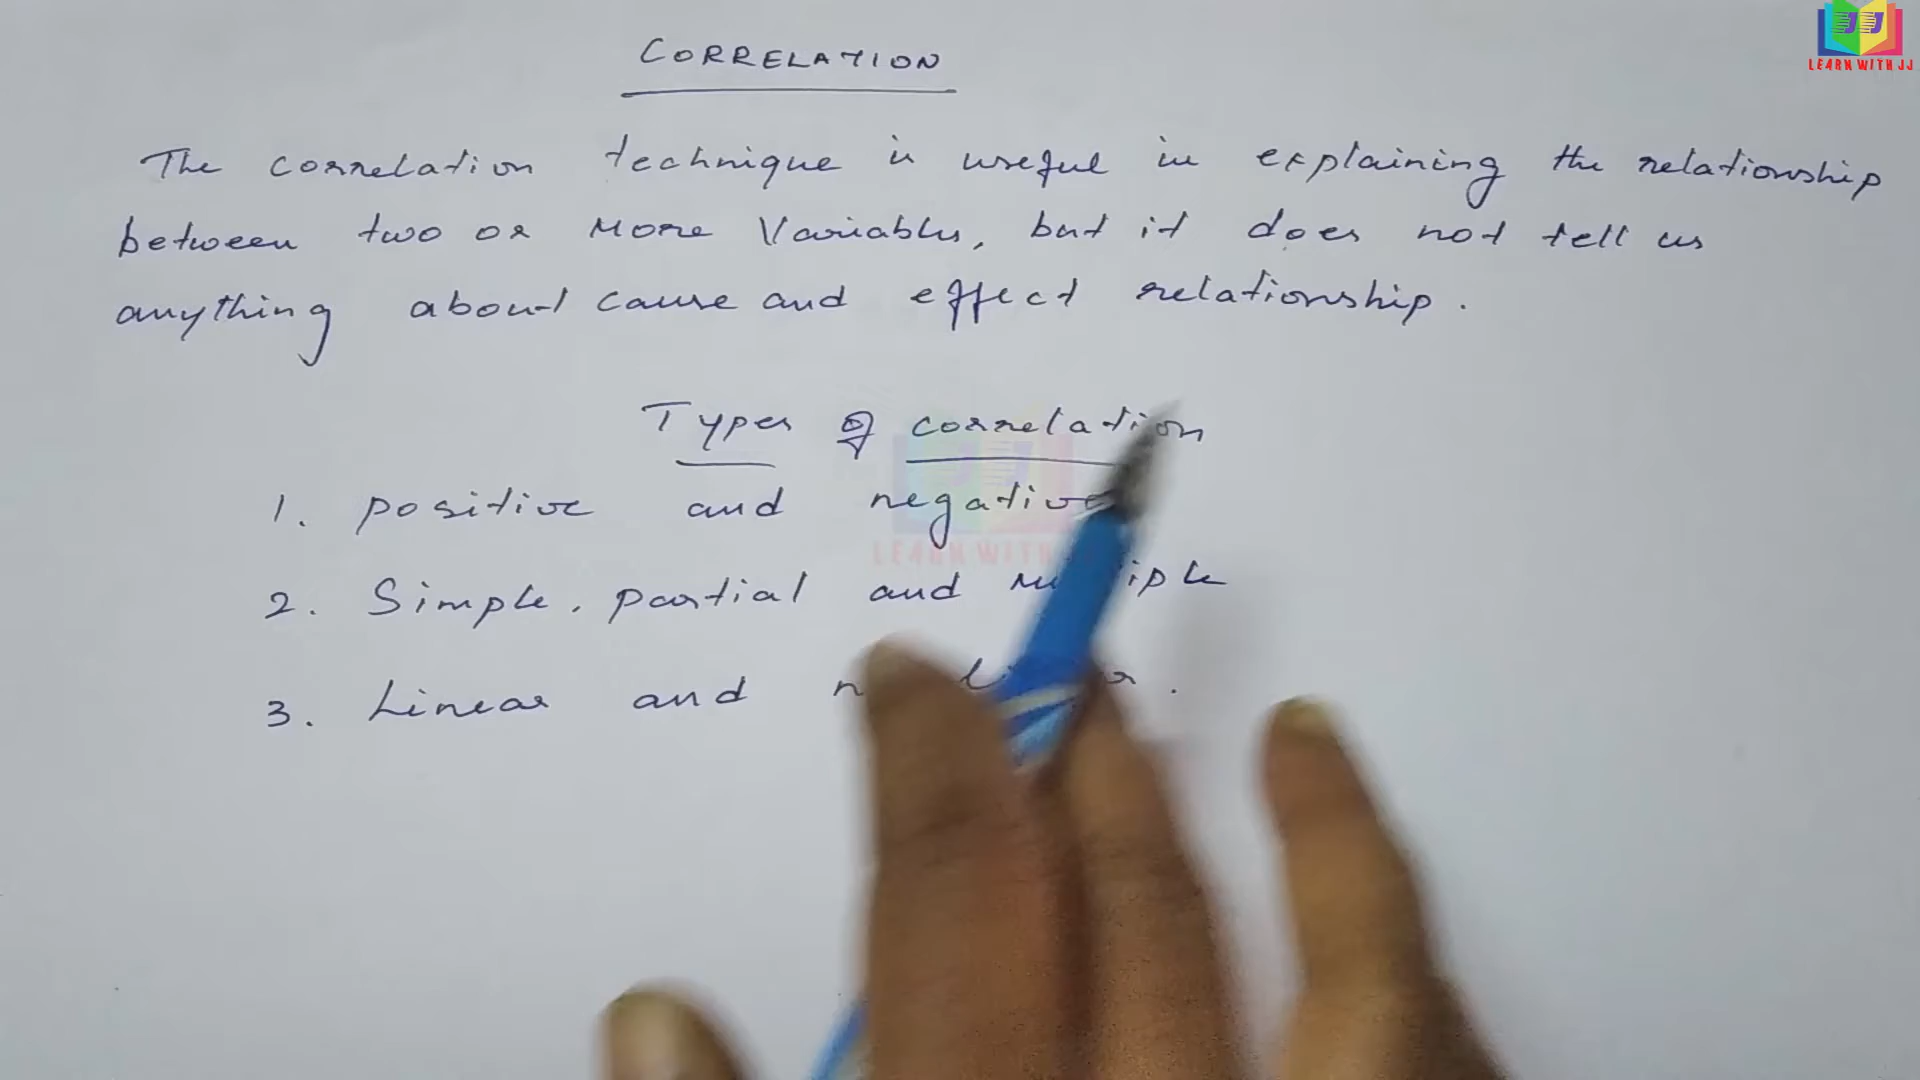 LEARN WITH JJ
CORRELATION
The correlation technique is useful in explaining the relationship
between two or more variables, but it does not tell us
anything about cause and effect relationship.
Types of correlation
1. positive and negative
2. Simple, partial and
3. Linear and